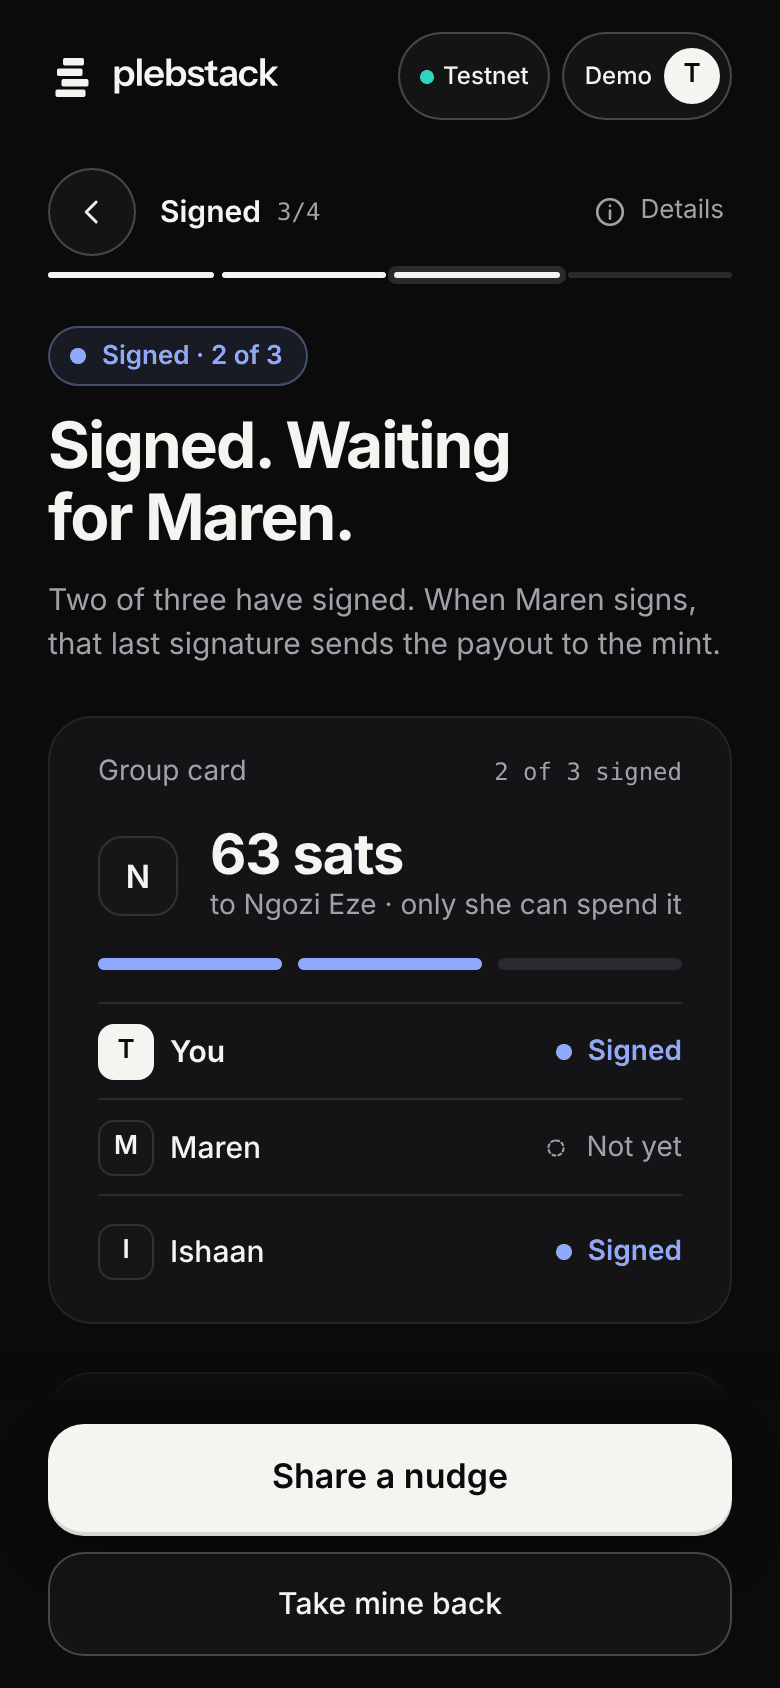 plebstack
Testnet
Demo T
Signed 3/4
Details
Signed · 2 of 3
Signed. Waiting
for Maren.
Two of three have signed. When Maren signs,
that last signature sends the payout to the mint.
Group card
2 of 3 signed
N
63 sats
to Ngozi Eze · only she can spend it
T You Signed
M Maren Not yet
I Ishaan Signed
Share a nudge
Take mine back